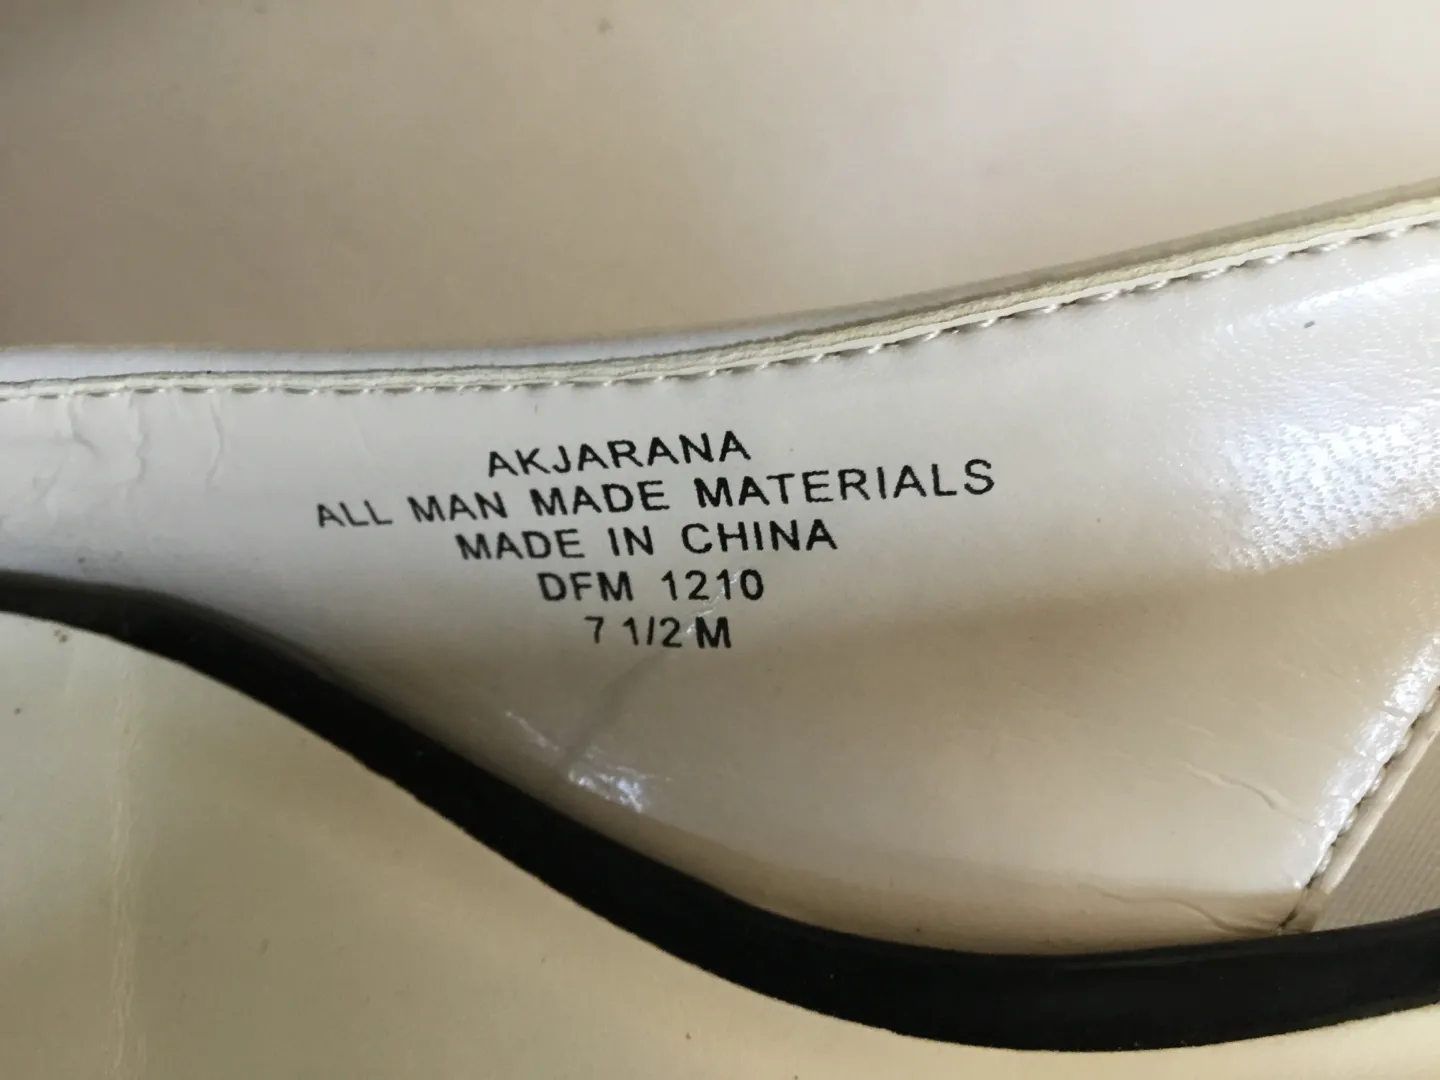 AKJARANA
ALL MAN MADE MATERIALS
MADE IN CHINA
DFM 1210
7 1/2 M